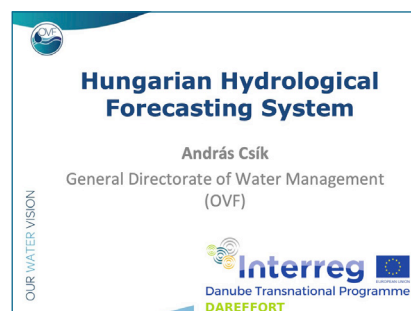 OVF
Hungarian Hydrological
Forecasting System
András Csík
General Directorate of Water Management
(OVF)
OUR WATER VISION
Interreg
EUROPEAN UNION
Danube Transnational Programme
DAREFFORT